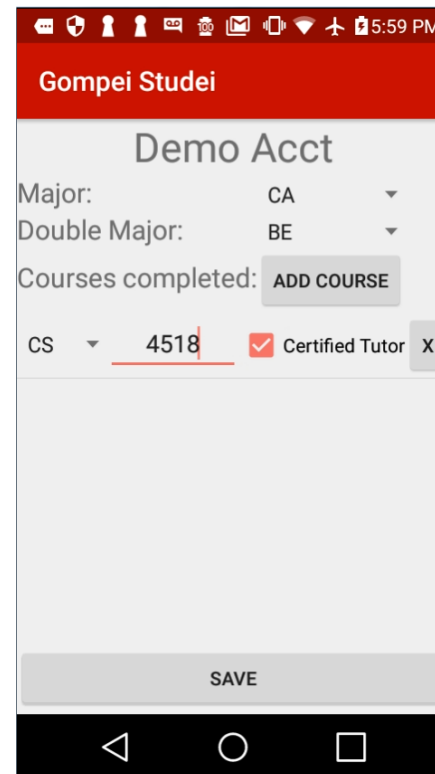 100 5:59 PM
Gompei Studei
Demo Acct
Major: CA
Double Major: BE
Courses completed: ADD COURSE
CS 4518 Certified Tutor X
SAVE